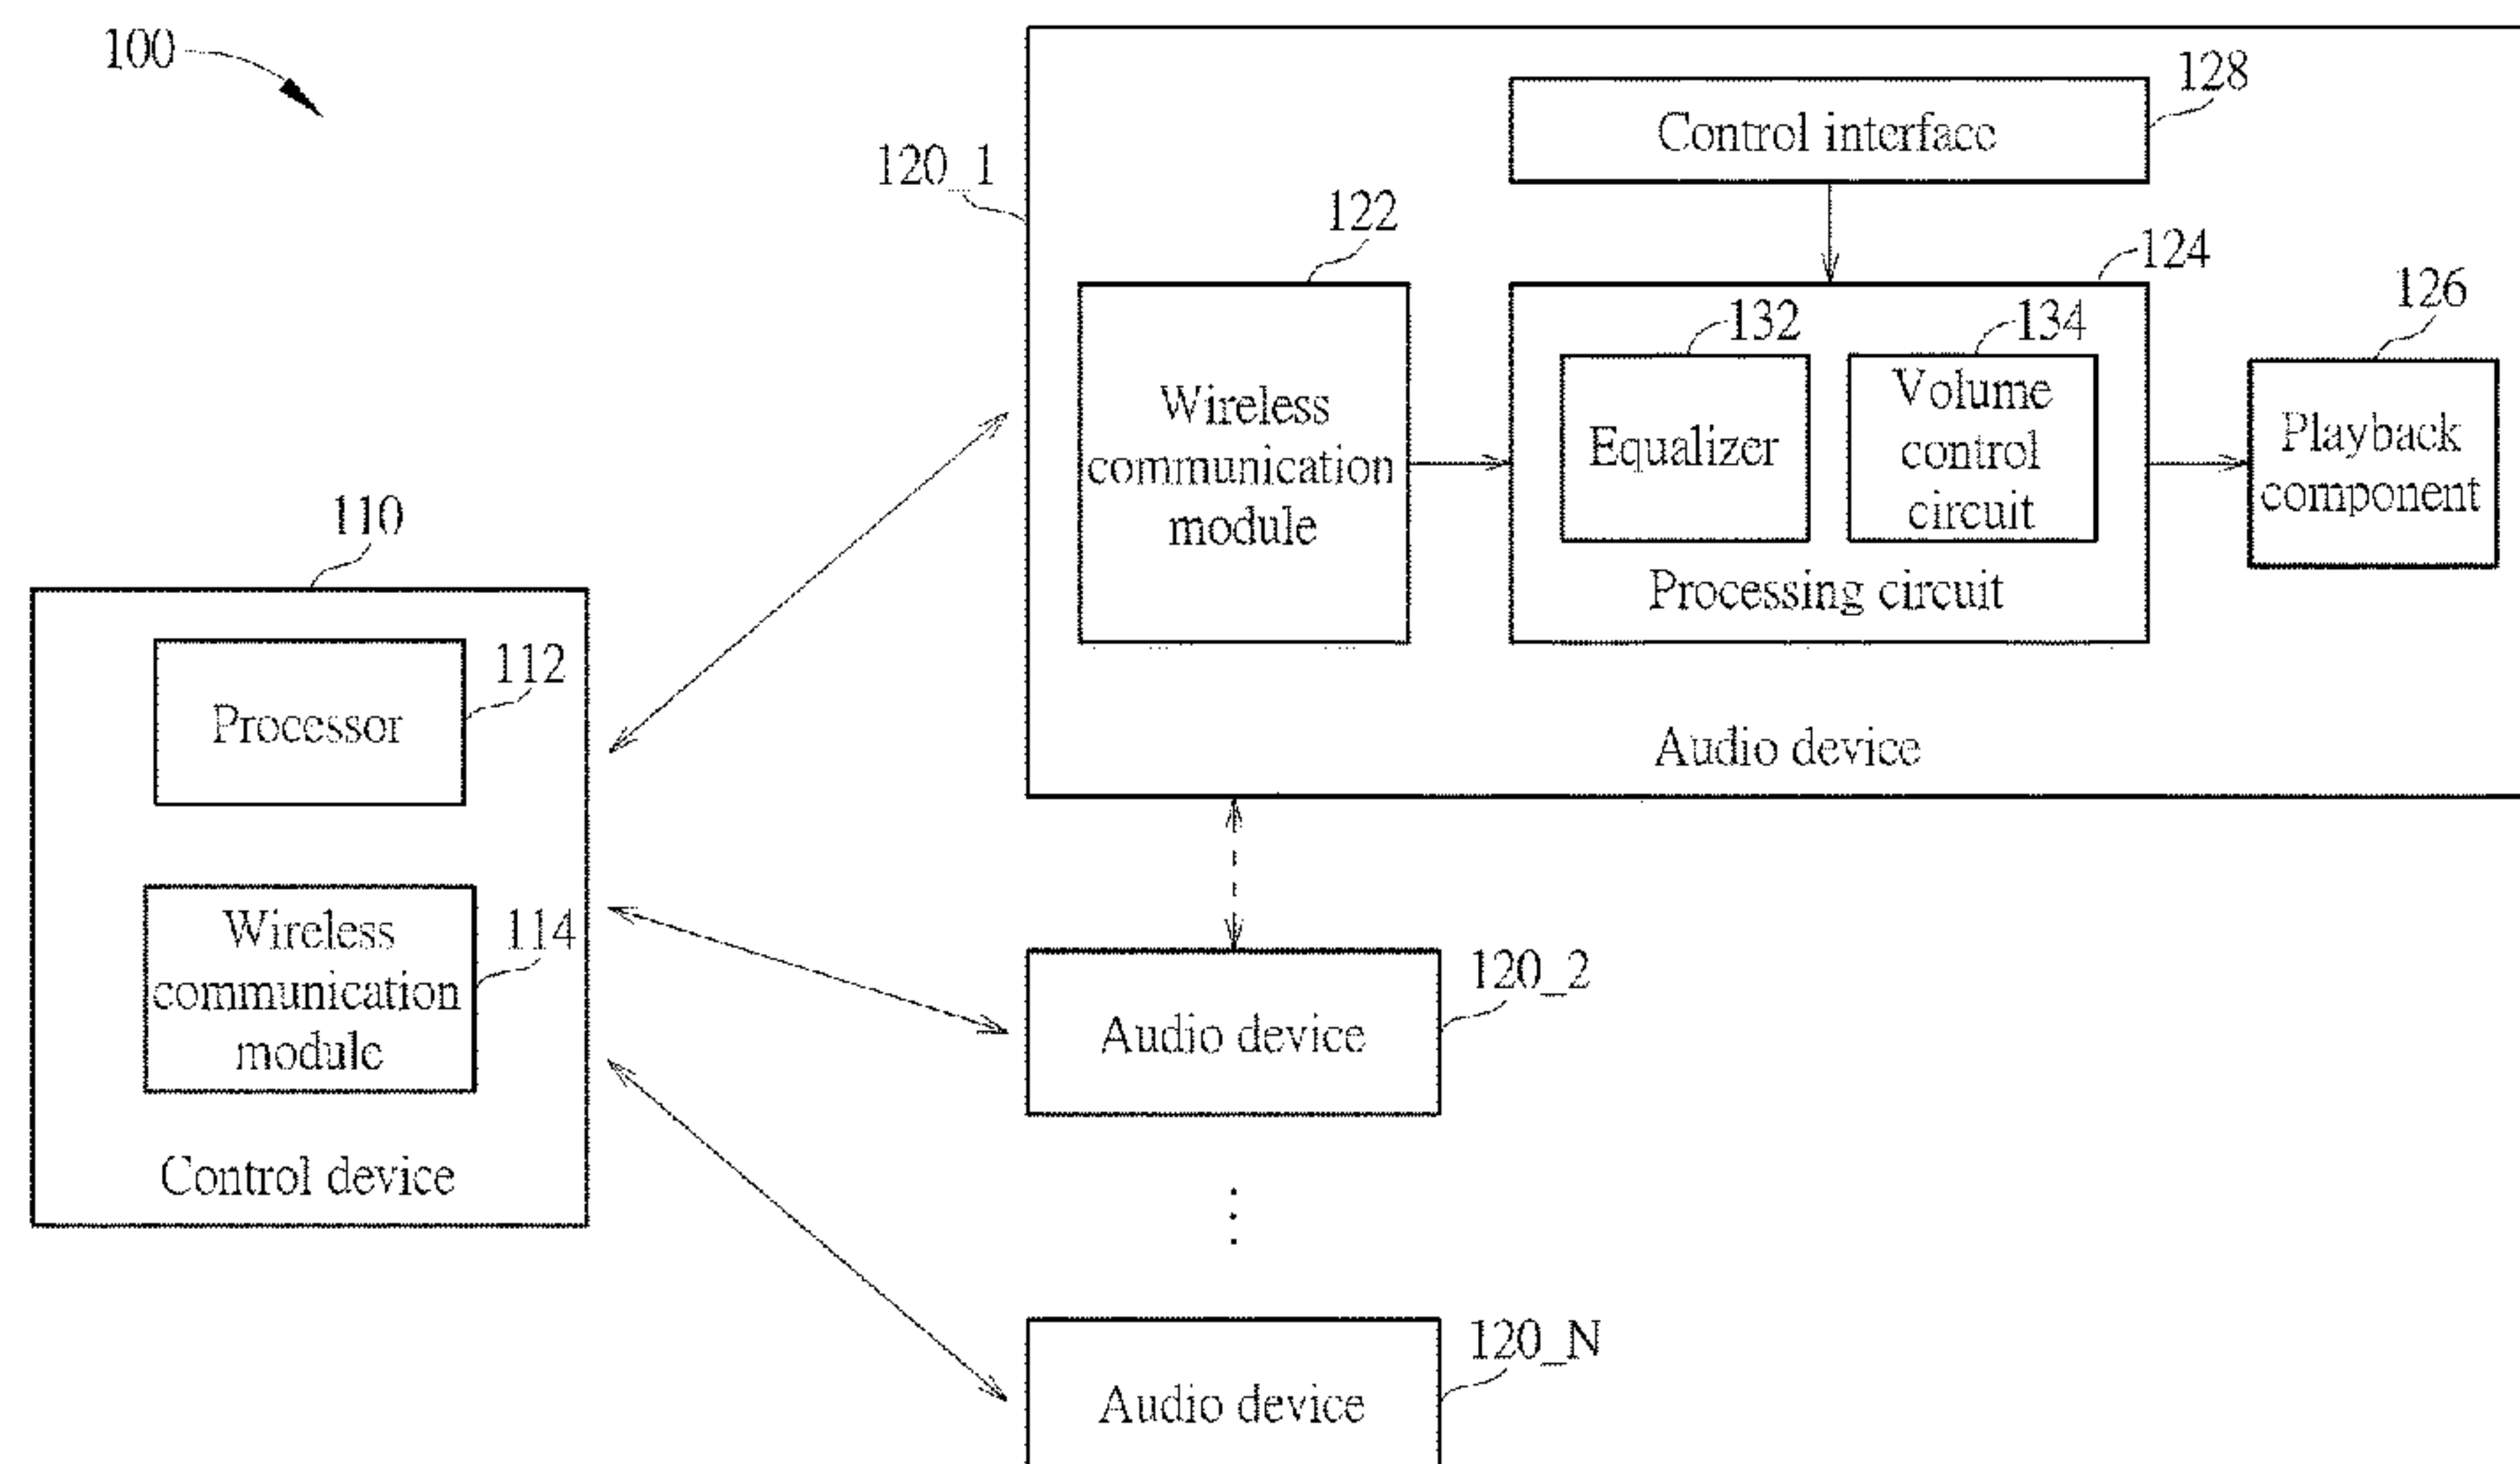 100
128
Control interface
120_1
122
124
126
132
134
Wireless
communication
module
Equalizer
Volume
control
circuit
Playback
component
Processing circuit
110
112
Processor
Audio device
114
Wireless
communication
module
120_2
Audio device
Control device
120_N
Audio device